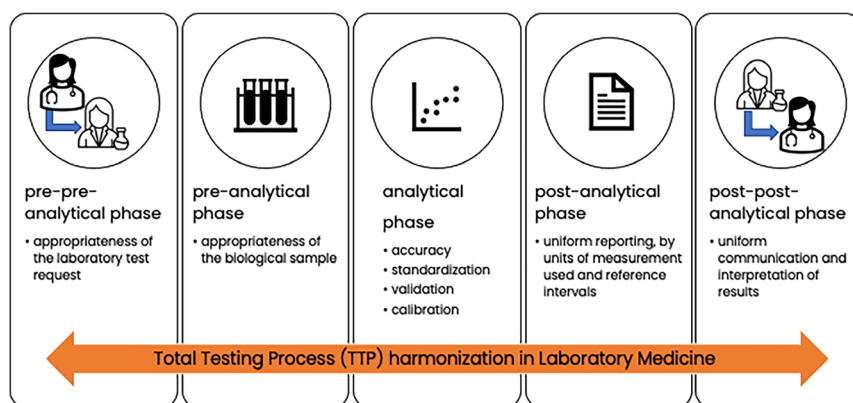 pre-pre-
analytical phase
• appropriateness of
the laboratory test
request
pre-analytical
phase
• appropriateness of
the biological sample
analytical
phase
• accuracy
• standardization
• validation
• calibration
post-analytical
phase
• uniform reporting, by
units of measurement
used and reference
intervals
post-post-
analytical phase
• uniform
communication and
interpretation of
results
Total Testing Process (TTP) harmonization in Laboratory Medicine